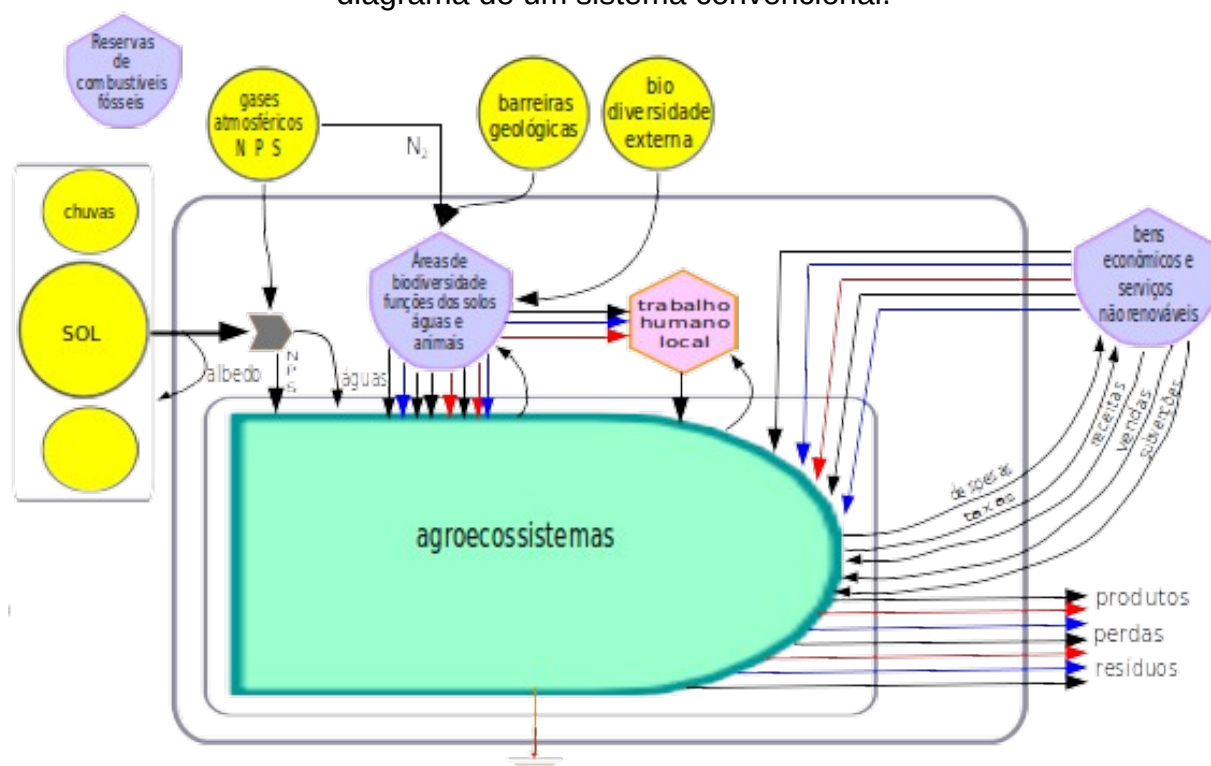 diagrama de um sistema convencional.
Reservas
de
combustíveis
fósseis
gases
atmosféricos
N P S
N2
barreiras
geológicas
bio
diversidade
externa
chuvas
SOL
albedo
N
P
S
águas
Áreas de
biodiversidade
funções dos solos
águas e
animais
trabalho
humano
local
bens
econômicos e
serviços
não renováveis
despesas
taxas
receitas
vendas
subvenções
agroecossistemas
produtos
perdas
resíduos